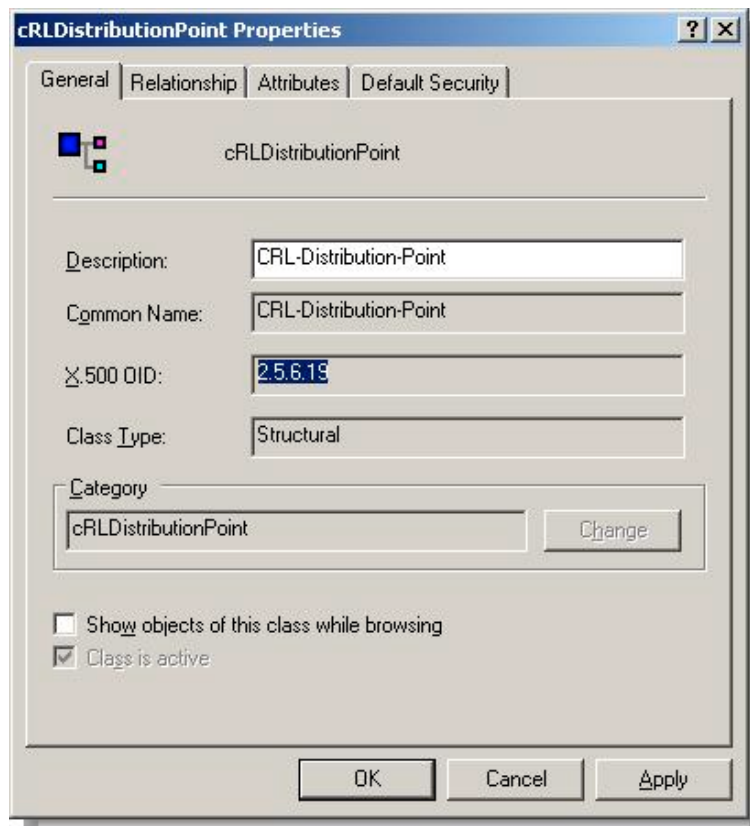 cRLDistributionPoint Properties
General Relationship Attributes Default Security
cRLDistributionPoint
Description: CRL-Distribution-Point
Common Name: CRL-Distribution-Point
X.500 OID: 2.5.6.19
Class Type: Structural
Category
cRLDistributionPoint Change
Show objects of this class while browsing
Class is active
OK Cancel Apply